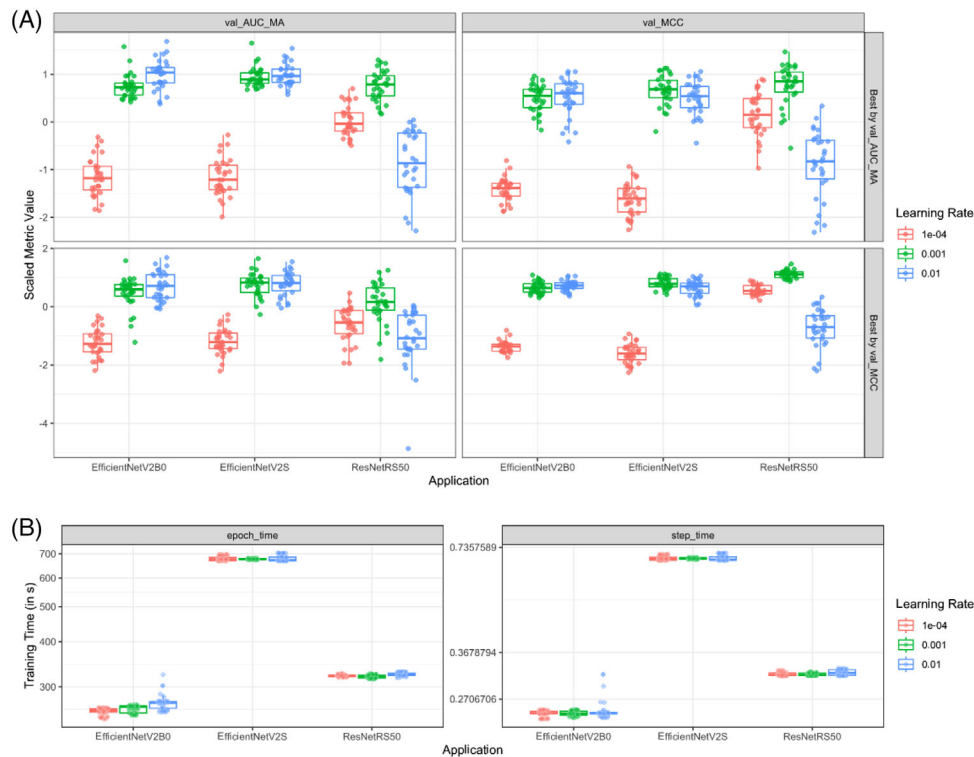 (A)
val_AUC_MA
val_MCC
Scaled Metric Value
1
0
-1
-2
Best by val_AUC_MA
2
0
-2
-4
Best by val_MCC
EfficientNetV2B0
EfficientNetV2S
ResNetRS50
EfficientNetV2B0
EfficientNetV2S
ResNetRS50
Application
Learning Rate
1e-04
0.001
0.01
(B)
epoch_time
step_time
Training Time (in s)
700
600
500
400
300
0.7357589
0.3678794
0.2706706
EfficientNetV2B0
EfficientNetV2S
ResNetRS50
EfficientNetV2B0
EfficientNetV2S
ResNetRS50
Application
Learning Rate
1e-04
0.001
0.01